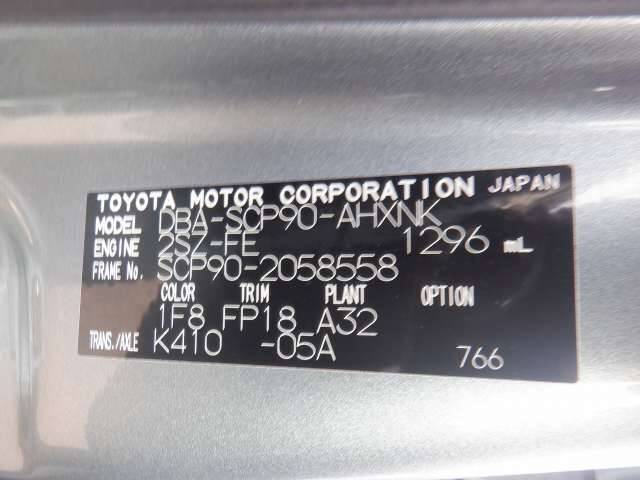 TOYOTA MOTOR CORPORATION JAPAN
MODEL DBA-SCP90-AHXNK
ENGINE 2SZ-FE 1296 mL
FRAME No. SCP90-2058558
COLOR TRIM PLANT OPTION
1F8 FP18 A32
TRANS./AXLE K410 -05A 766